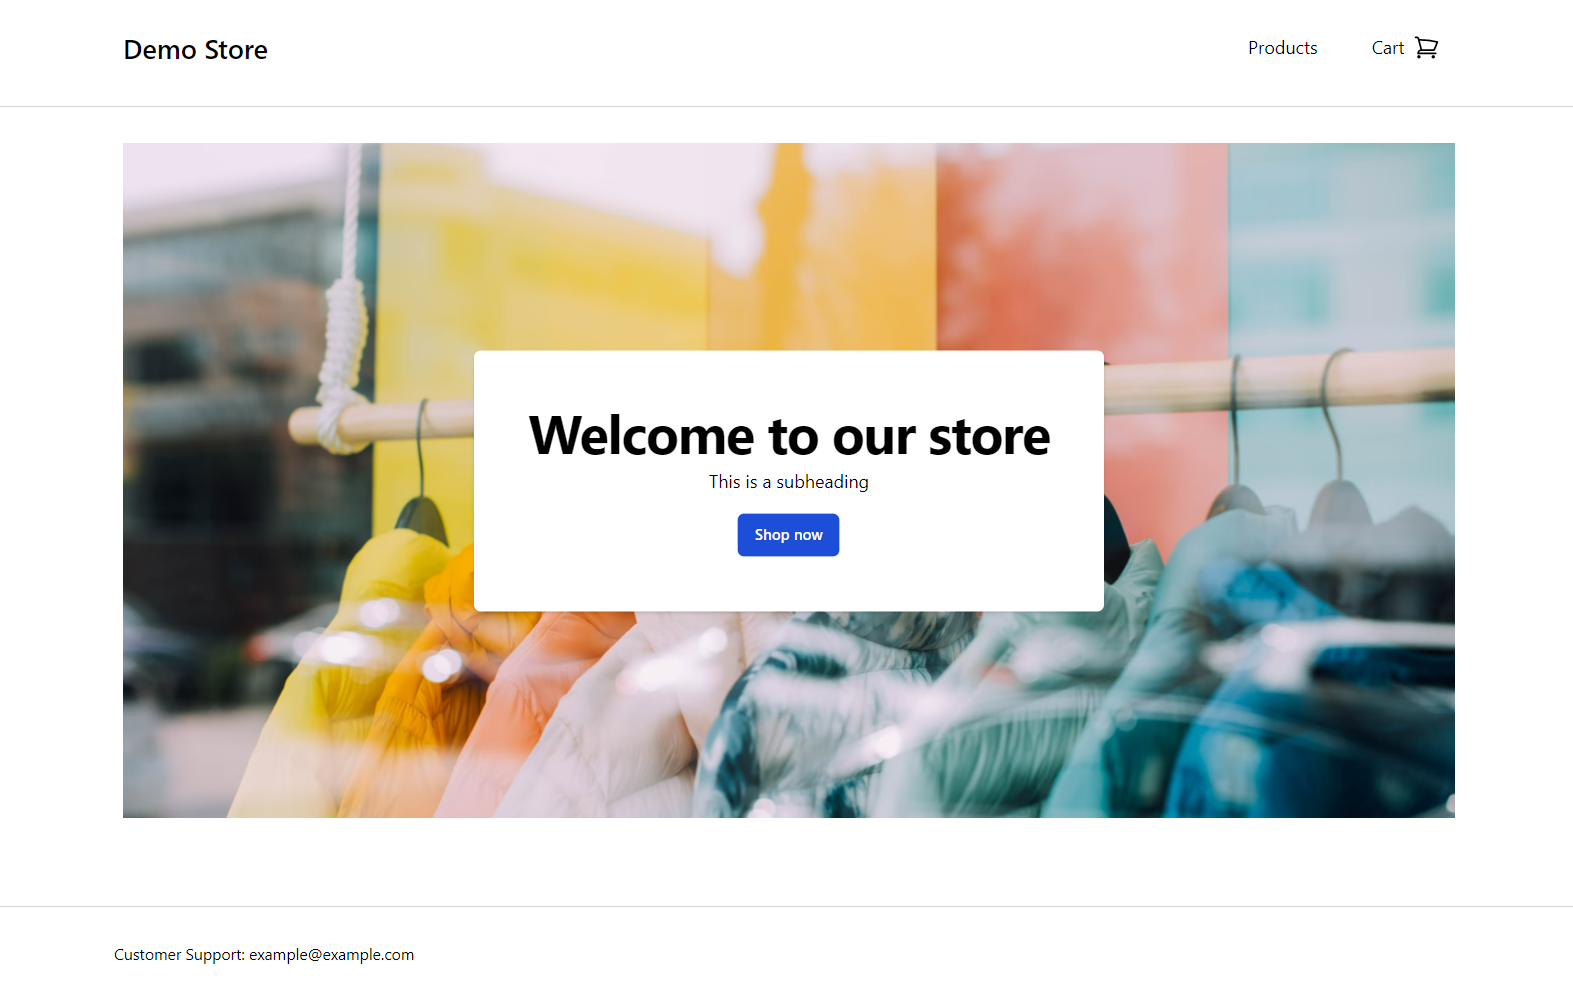 Demo Store
Products
Cart
Welcome to our store
This is a subheading
Shop now
Customer Support: example@example.com